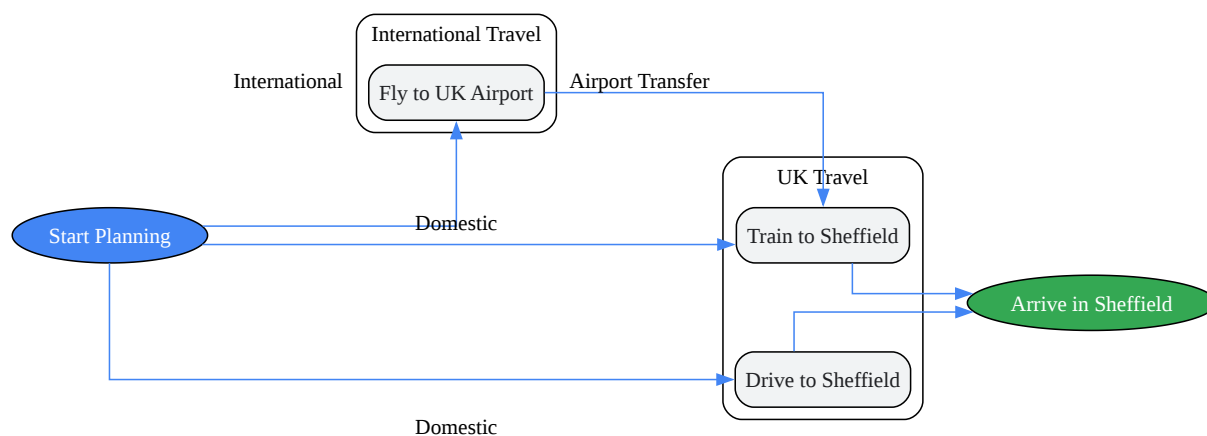 International Travel
International
Fly to UK Airport
Airport Transfer
UK Travel
Start Planning
Domestic
Train to Sheffield
Arrive in Sheffield
Drive to Sheffield
Domestic